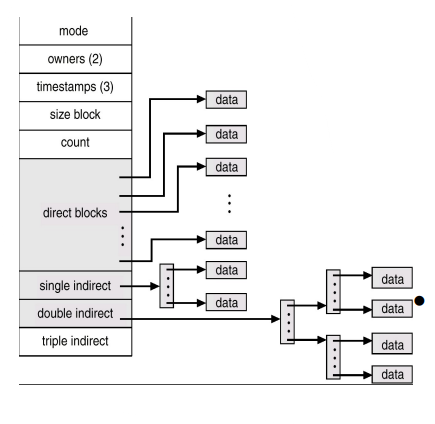 mode
owners (2)
timestamps (3)
size block
count
direct blocks
single indirect
double indirect
triple indirect
data
data
data
data
data
data
data
data
data
data